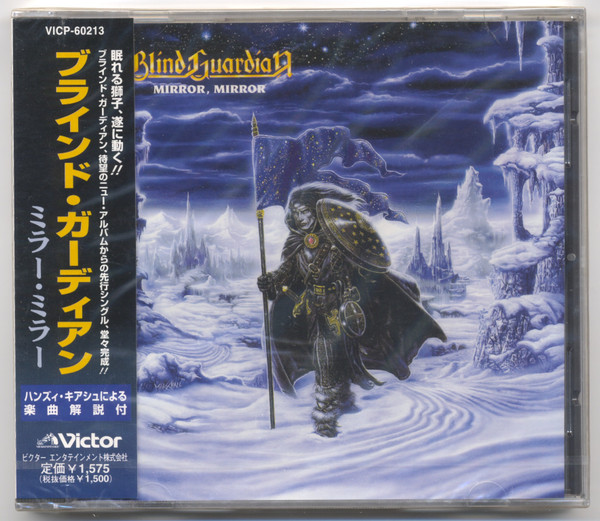 VICP-60213
眠れる獅子、遂に動く!!
ブラインド・ガーディアン、待望のニュー・アルバムからの先行シングル、堂々完成!!
ブラインド・ガーディアン
ミラー・ミラー
ハンズィ・キアシュによる
楽曲解説付
Victor
ビクター エンタテインメント株式会社
定価￥1,575
(税抜価格￥1,500)
Blind Guardian
MIRROR, MIRROR